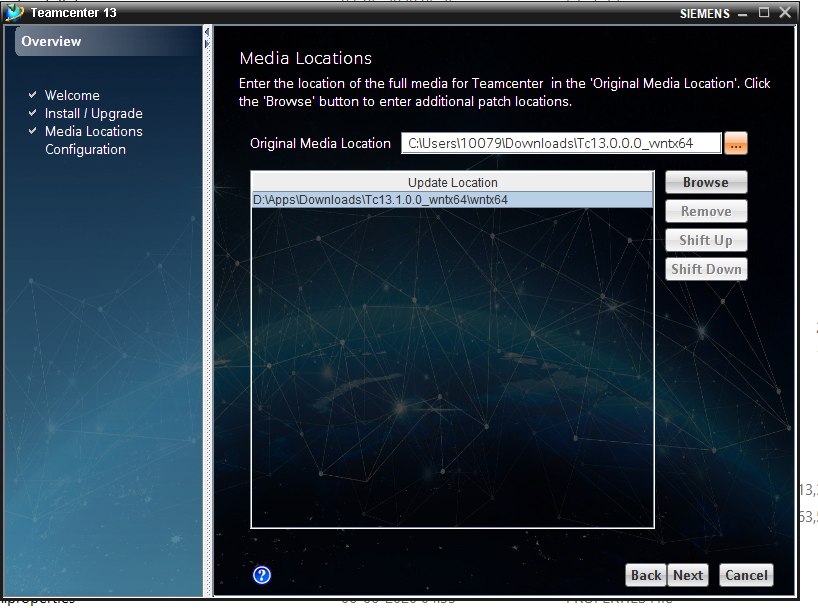 Teamcenter 13
SIEMENS
Overview
Welcome
Install / Upgrade
Media Locations
Configuration
Media Locations
Enter the location of the full media for Teamcenter in the 'Original Media Location'. Click
the 'Browse' button to enter additional patch locations.
Original Media Location
C:\Users\10079\Downloads\Tc13.0.0.0_wntx64
...
Update Location
D:\Apps\Downloads\Tc13.1.0.0_wntx64\wntx64
Browse
Remove
Shift Up
Shift Down
13,
63,
?
Back
Next
Cancel